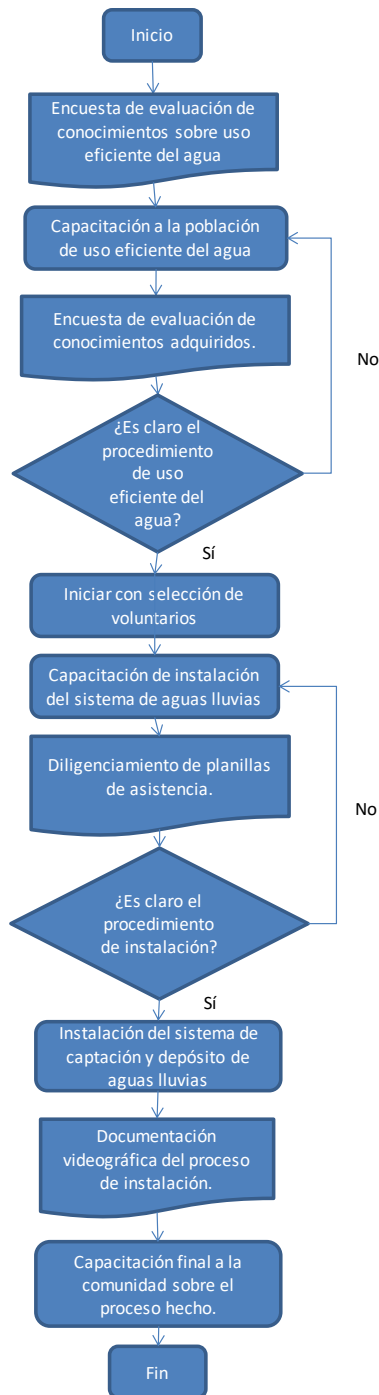 Inicio
Encuesta de evaluación de
conocimientos sobre uso
eficiente del agua
Capacitación a la población
de uso eficiente del agua
Encuesta de evaluación de
conocimientos adquiridos.
No
¿Es claro el
procedimiento
de uso
eficiente del
agua?
Sí
Iniciar con selección de
voluntarios
Capacitación de instalación
del sistema de aguas lluvias
Diligenciamiento de planillas
de asistencia.
No
¿Es claro el
procedimiento
de instalación?
Sí
Instalación del sistema de
captación y depósito de
aguas lluvias
Documentación
videográfica del proceso
de instalación.
Capacitación final a la
comunidad sobre el
proceso hecho.
Fin